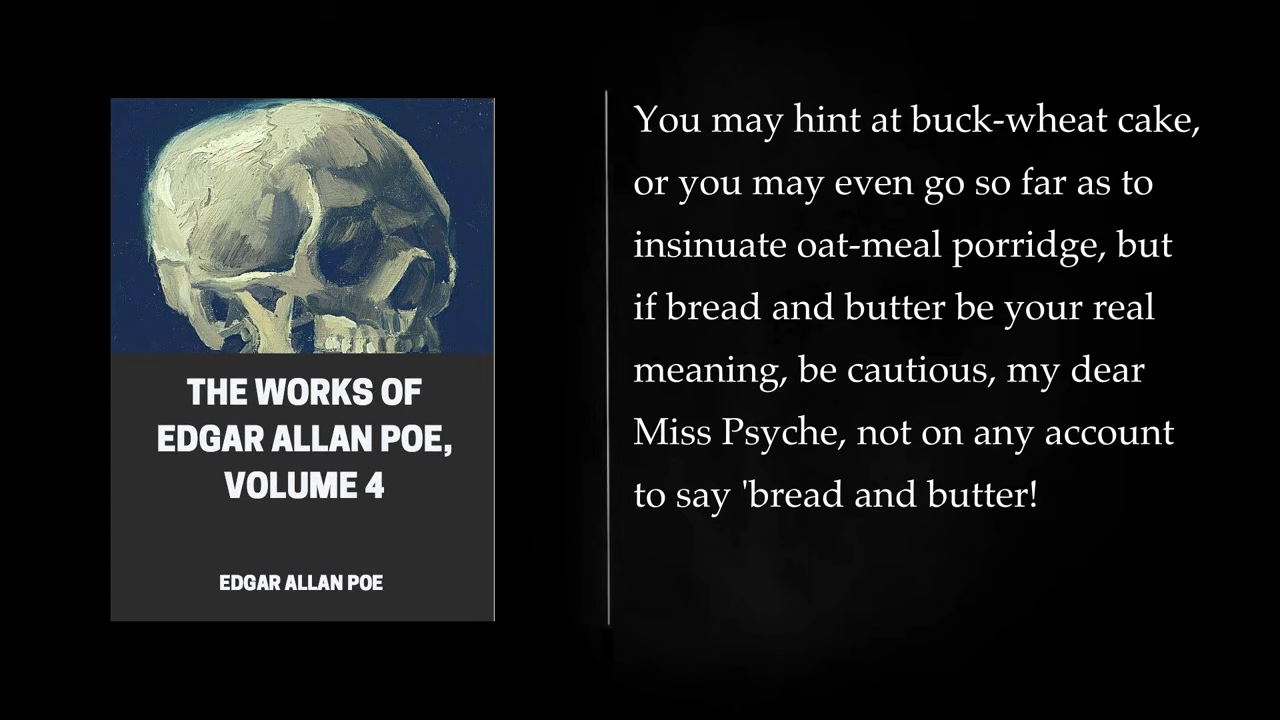 THE WORKS OF
EDGAR ALLAN POE,
VOLUME 4
EDGAR ALLAN POE
You may hint at buck-wheat cake,
or you may even go so far as to
insinuate oat-meal porridge, but
if bread and butter be your real
meaning, be cautious, my dear
Miss Psyche, not on any account
to say 'bread and butter!